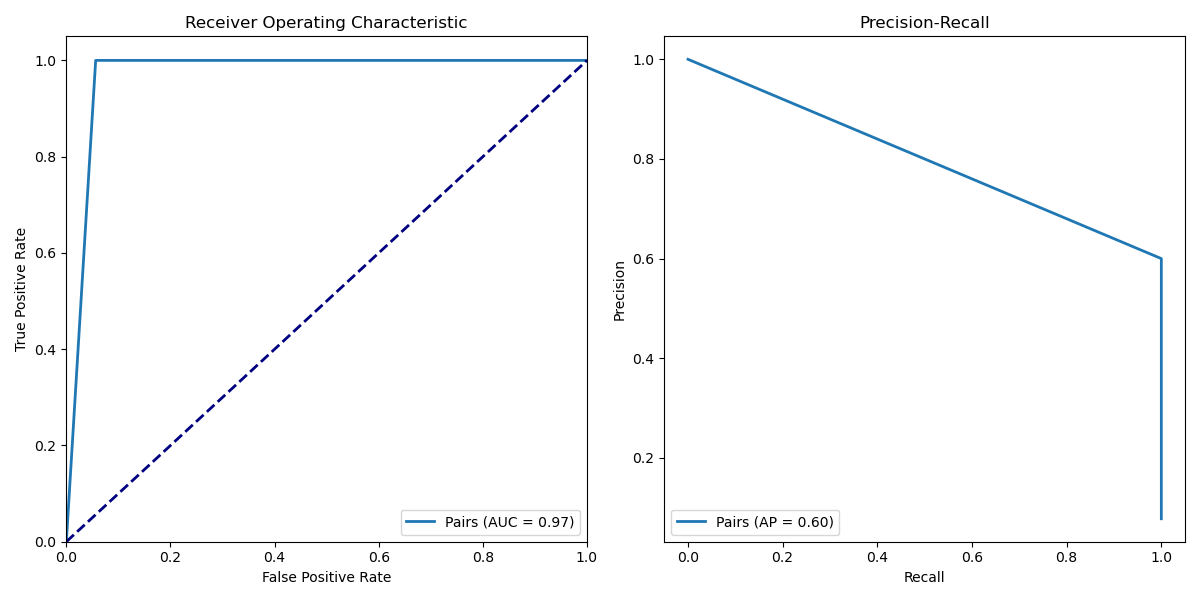 Receiver Operating Characteristic
True Positive Rate
1.0
0.8
0.6
0.4
0.2
0.0
0.0 0.2 0.4 0.6 0.8 1.0
False Positive Rate
Pairs (AUC = 0.97)
Precision-Recall
Precision
1.0
0.8
0.6
0.4
0.2
0.0 0.2 0.4 0.6 0.8 1.0
Recall
Pairs (AP = 0.60)